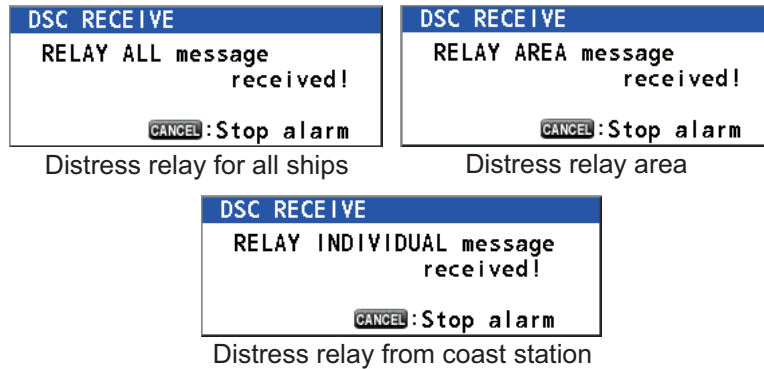 DSC RECEIVE
RELAY ALL message
received!
CANCEL:Stop alarm
Distress relay for all ships
DSC RECEIVE
RELAY AREA message
received!
CANCEL:Stop alarm
Distress relay area
DSC RECEIVE
RELAY INDIVIDUAL message
received!
CANCEL:Stop alarm
Distress relay from coast station